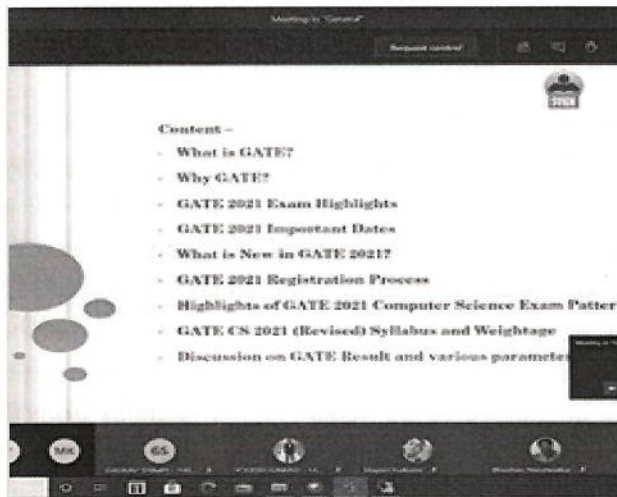 Meeting in "General"
Request control
Content –
- What is GATE?
- Why GATE?
- GATE 2021 Exam Highlights
- GATE 2021 Important Dates
- What is New in GATE 2021?
- GATE 2021 Registration Process
- Highlights of GATE 2021 Computer Science Exam Patter
- GATE CS 2021 (Revised) Syllabus and Weightage
- Discussion on GATE Result and various parameter
MK
GS